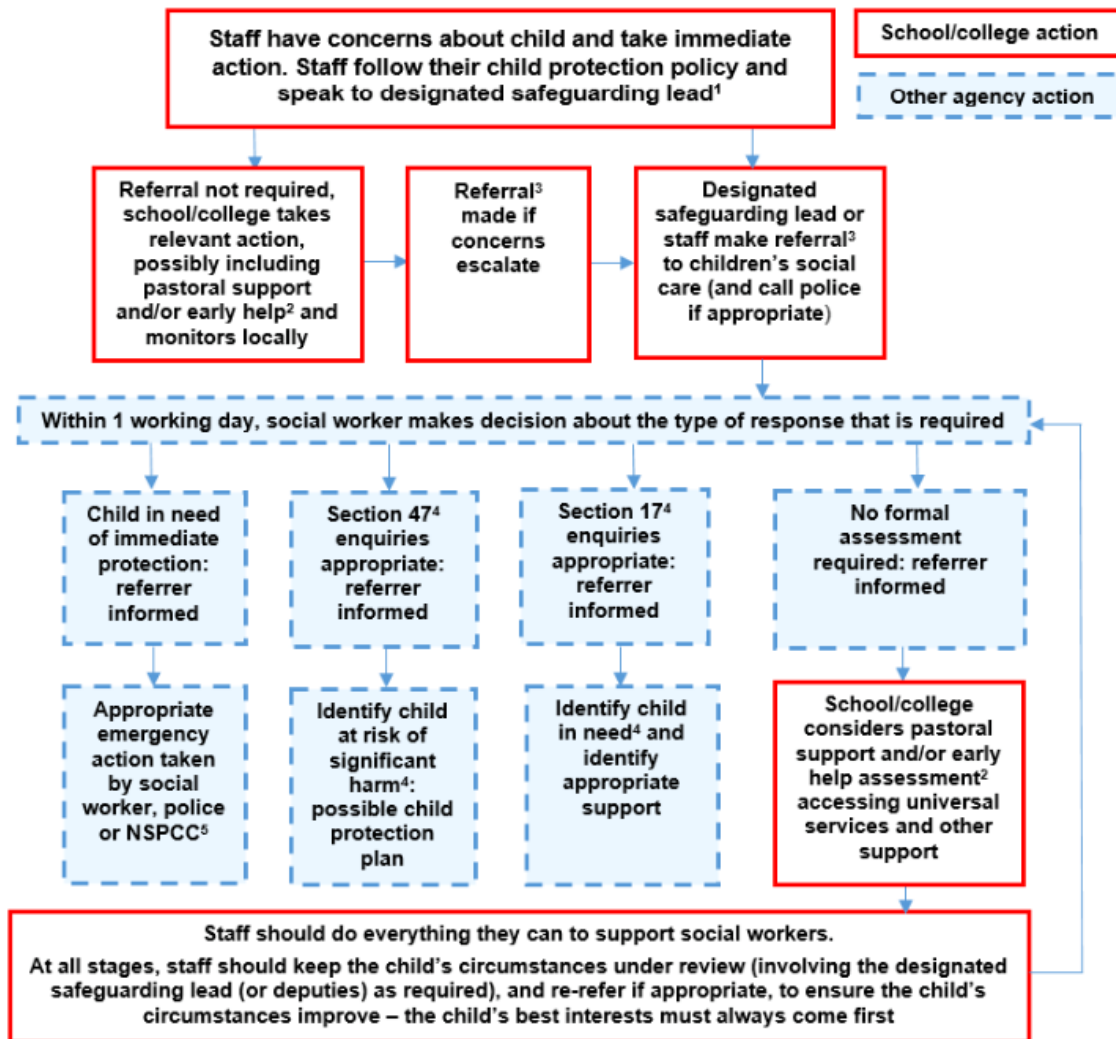 Staff have concerns about child and take immediate
action. Staff follow their child protection policy and
speak to designated safeguarding lead¹
School/college action
Other agency action
Referral not required,
school/college takes
relevant action,
possibly including
pastoral support
and/or early help² and
monitors locally
Referral³
made if
concerns
escalate
Designated
safeguarding lead or
staff make referral³
to children’s social
care (and call police
if appropriate)
Within 1 working day, social worker makes decision about the type of response that is required
Child in need
of immediate
protection:
referrer
informed
Section 47⁴
enquiries
appropriate:
referrer
informed
Section 17⁴
enquiries
appropriate:
referrer
informed
No formal
assessment
required: referrer
informed
Appropriate
emergency
action taken
by social
worker, police
or NSPCC⁵
Identify child
at risk of
significant
harm⁴:
possible child
protection
plan
Identify child
in need⁴ and
identify
appropriate
support
School/college
considers pastoral
support and/or early
help assessment²
accessing universal
services and other
support
Staff should do everything they can to support social workers.
At all stages, staff should keep the child’s circumstances under review (involving the designated
safeguarding lead (or deputies) as required), and re-refer if appropriate, to ensure the child’s
circumstances improve – the child’s best interests must always come first